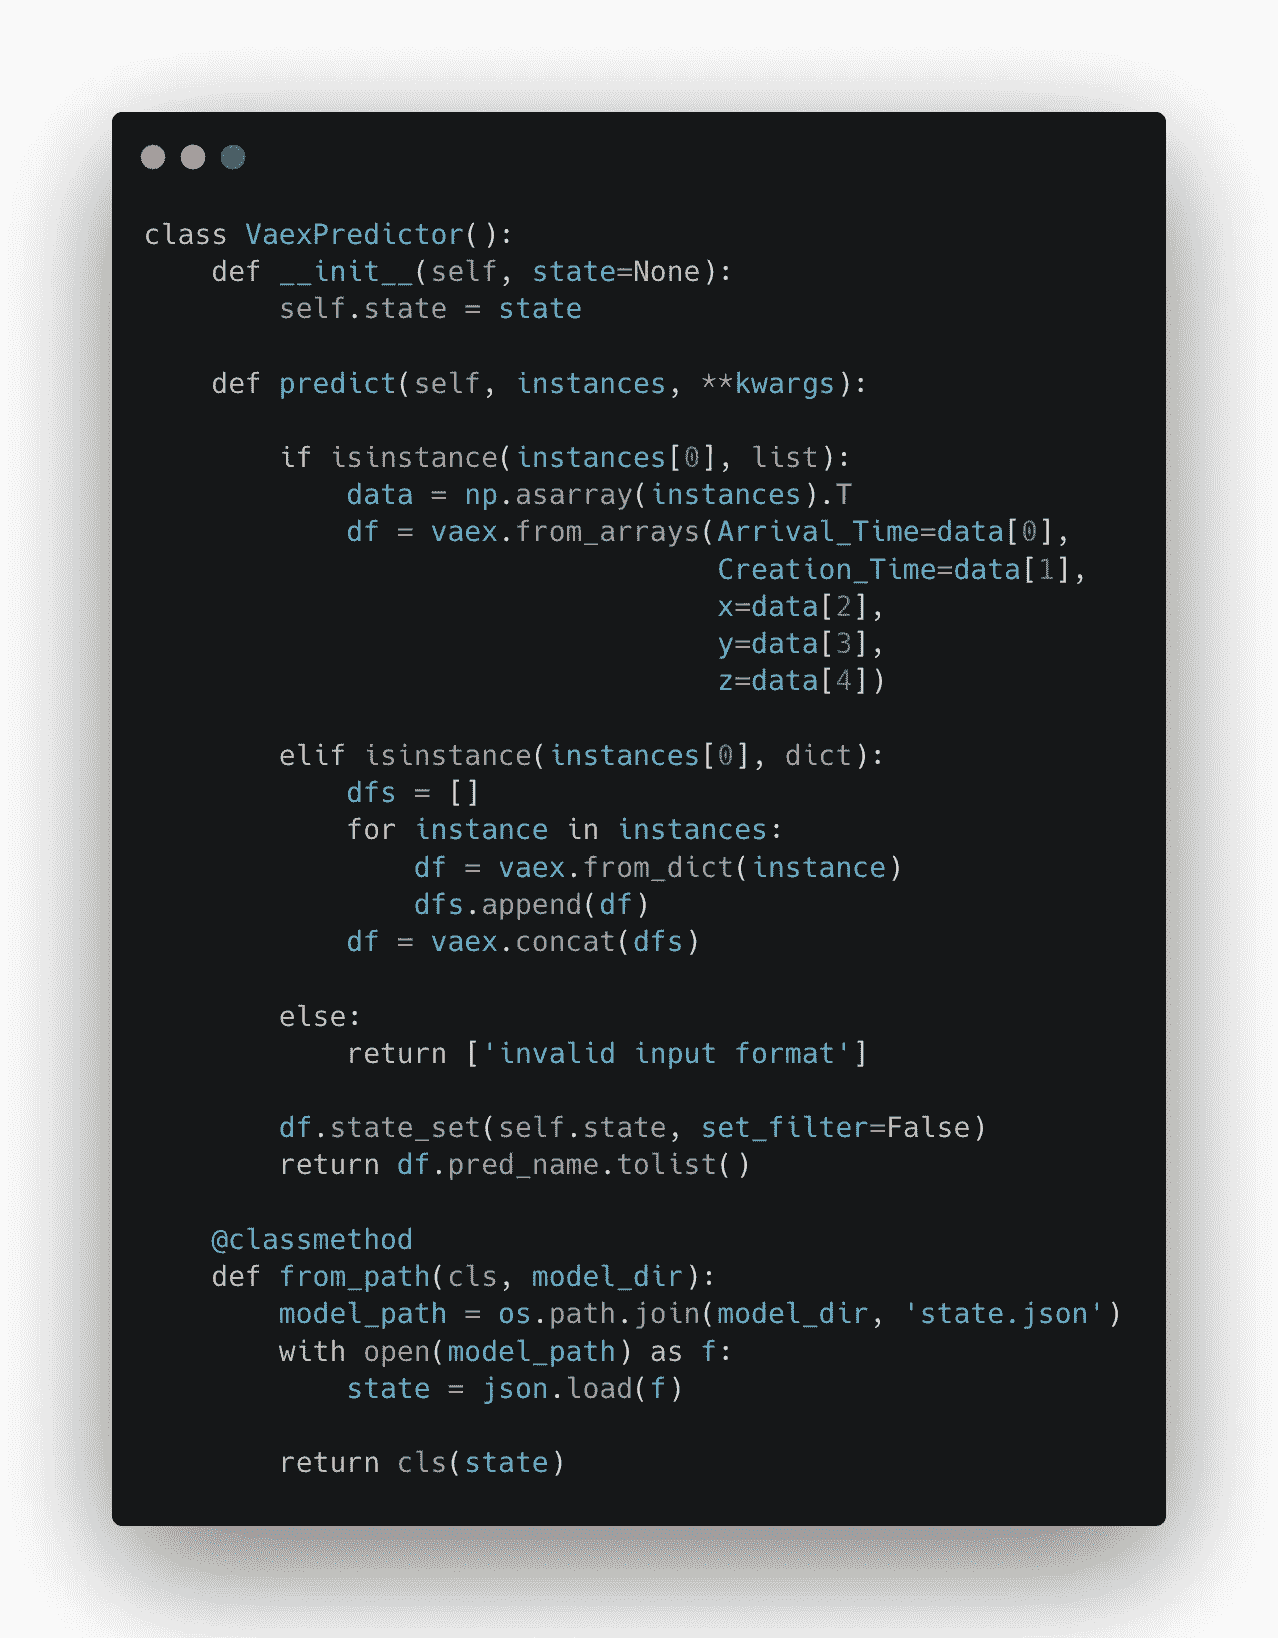 class VaexPredictor():
    def __init__(self, state=None):
        self.state = state

    def predict(self, instances, **kwargs):

        if isinstance(instances[0], list):
            data = np.asarray(instances).T
            df = vaex.from_arrays(Arrival_Time=data[0],
                                  Creation_Time=data[1],
                                  x=data[2],
                                  y=data[3],
                                  z=data[4])

        elif isinstance(instances[0], dict):
            dfs = []
            for instance in instances:
                df = vaex.from_dict(instance)
                dfs.append(df)
            df = vaex.concat(dfs)

        else:
            return ['invalid input format']

        df.state_set(self.state, set_filter=False)
        return df.pred_name.tolist()

    @classmethod
    def from_path(cls, model_dir):
        model_path = os.path.join(model_dir, 'state.json')
        with open(model_path) as f:
            state = json.load(f)

        return cls(state)